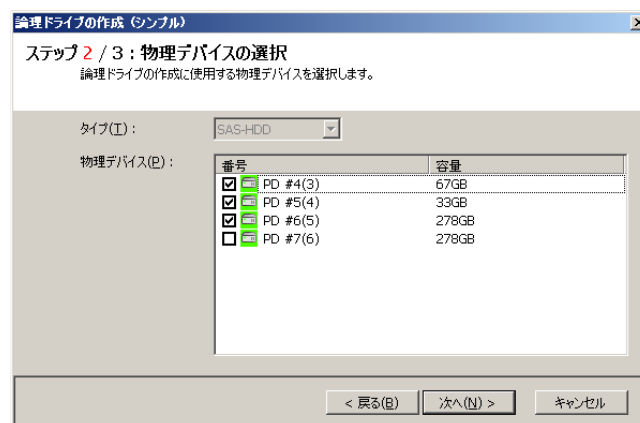 論理ドライブの作成 (シンプル)
ステップ 2 / 3 : 物理デバイスの選択
論理ドライブの作成に使用する物理デバイスを選択します。
タイプ(T) : SAS-HDD
物理デバイス(P) :
番号 容量
PD #4(3) 67GB
PD #5(4) 33GB
PD #6(5) 278GB
PD #7(6) 278GB
< 戻る(B) 次へ(N) > キャンセル